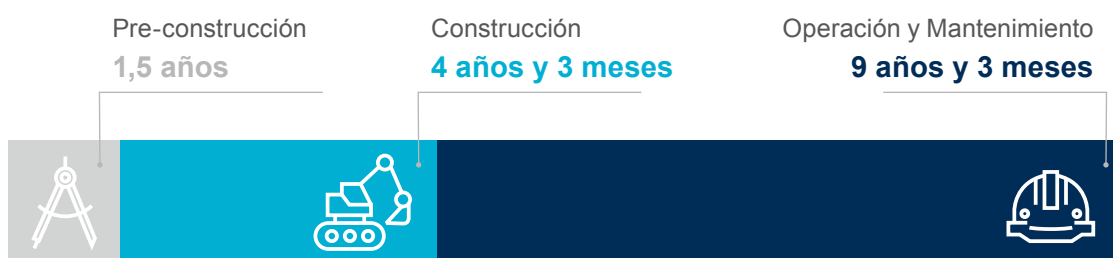 Pre-construcción
1,5 años
Construcción
4 años y 3 meses
Operación y Mantenimiento
9 años y 3 meses